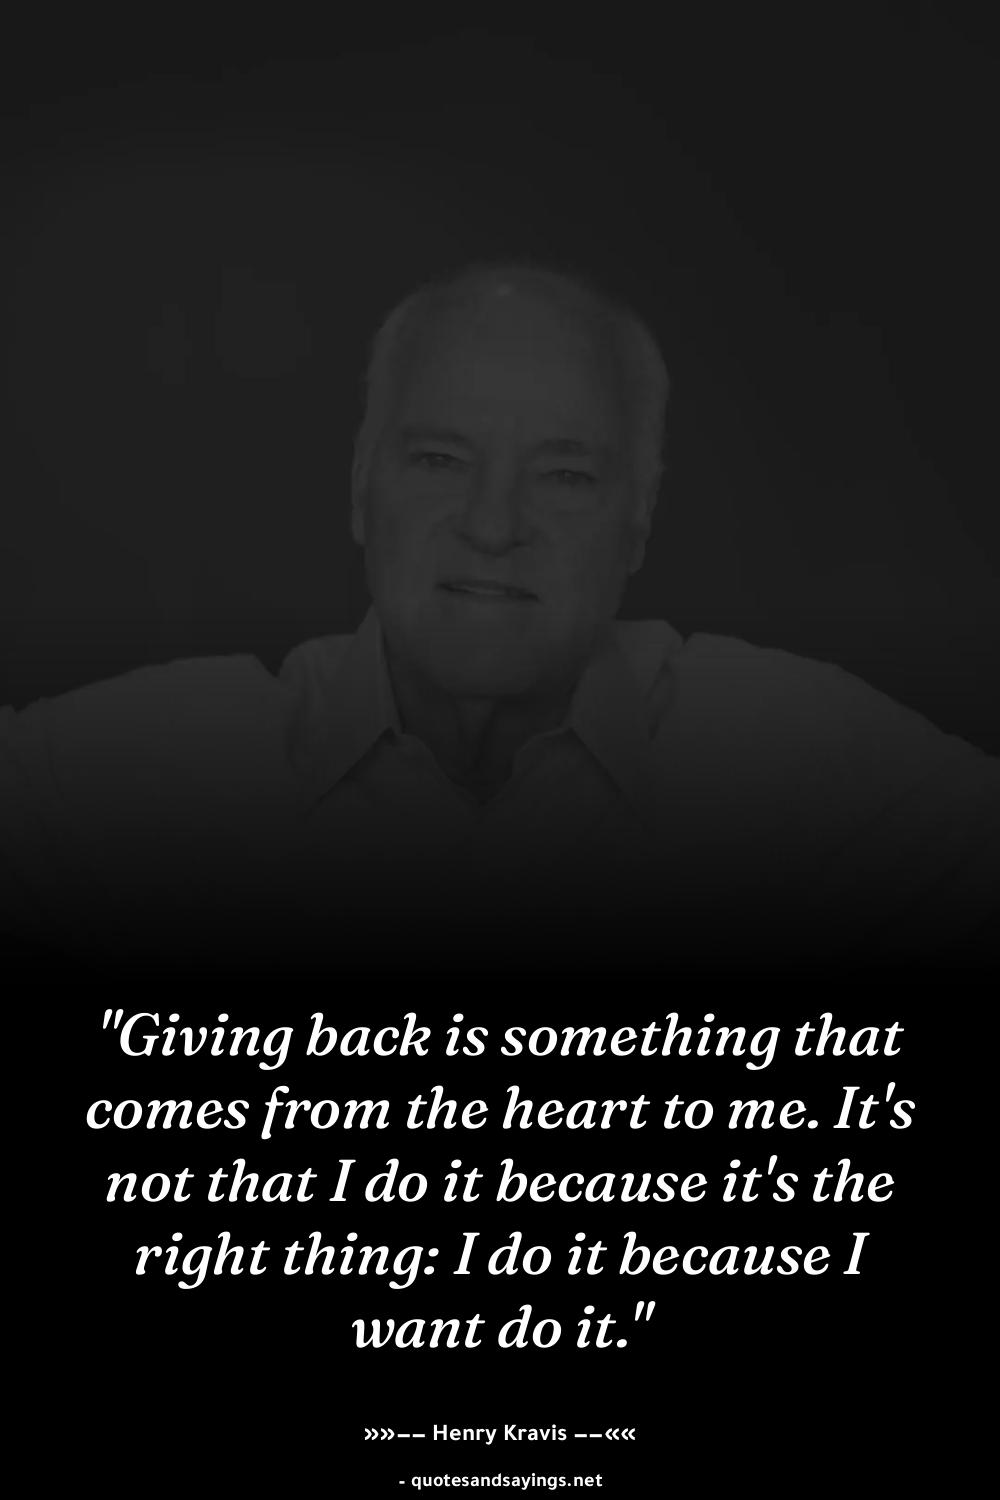 "Giving back is something that
comes from the heart to me. It's
not that I do it because it's the
right thing: I do it because I
want do it."
»»–– Henry Kravis ––««
- quotesandsayings.net